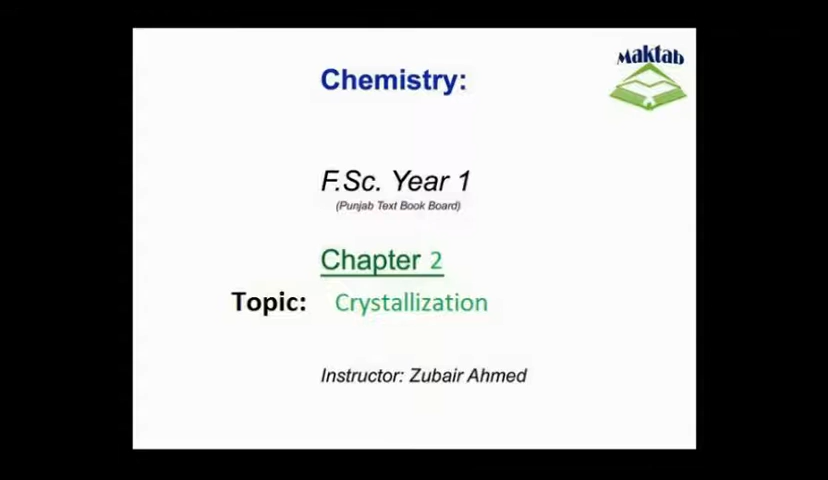 Maktab
Chemistry:
F.Sc. Year 1
(Punjab Text Book Board)
Chapter 2
Topic: Crystallization
Instructor: Zubair Ahmed